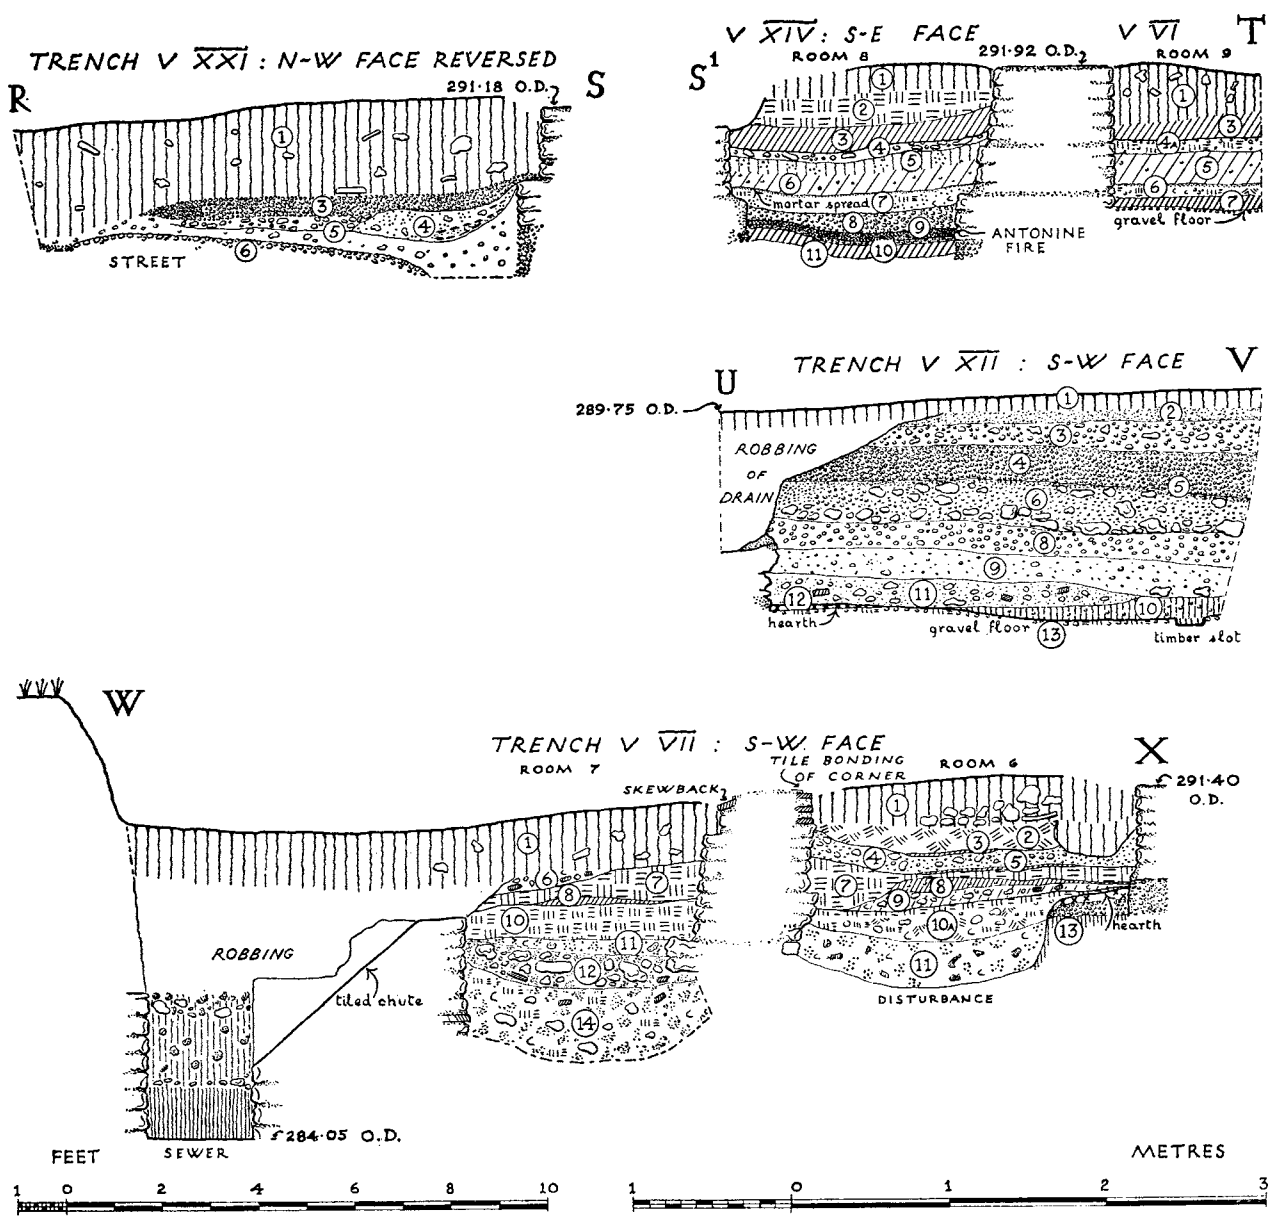 TRENCH V XXI : N-W FACE REVERSED
R
291·18 O.D.
S
1
3
4
5
6
STREET
V XIV : S-E FACE
ROOM 8
S¹
291·92 O.D.
V VI
ROOM 9
T
1
2
3
4
5
6
mortar spread
7
8
9
10
11
ANTONINE
FIRE
1
3
4A
5
6
7
gravel floor
TRENCH V XII : S-W FACE
U
V
289·75 O.D.
ROBBING
OF
DRAIN
1
2
3
4
5
6
8
9
10
11
12
hearth
gravel floor
13
timber slot
W
TRENCH V VII : S-W. FACE
ROOM 7
SKEWBACK
TILE BONDING
OF CORNER
ROOM 6
X
291·40
O.D.
1
6
7
8
10
11
12
14
ROBBING
tiled chute
1
2
3
4
5
7
8
9
10A
11
13
hearth
DISTURBANCE
284·05 O.D.
SEWER
FEET
METRES
1 0 2 4 6 8 10
1 0 1 2 3